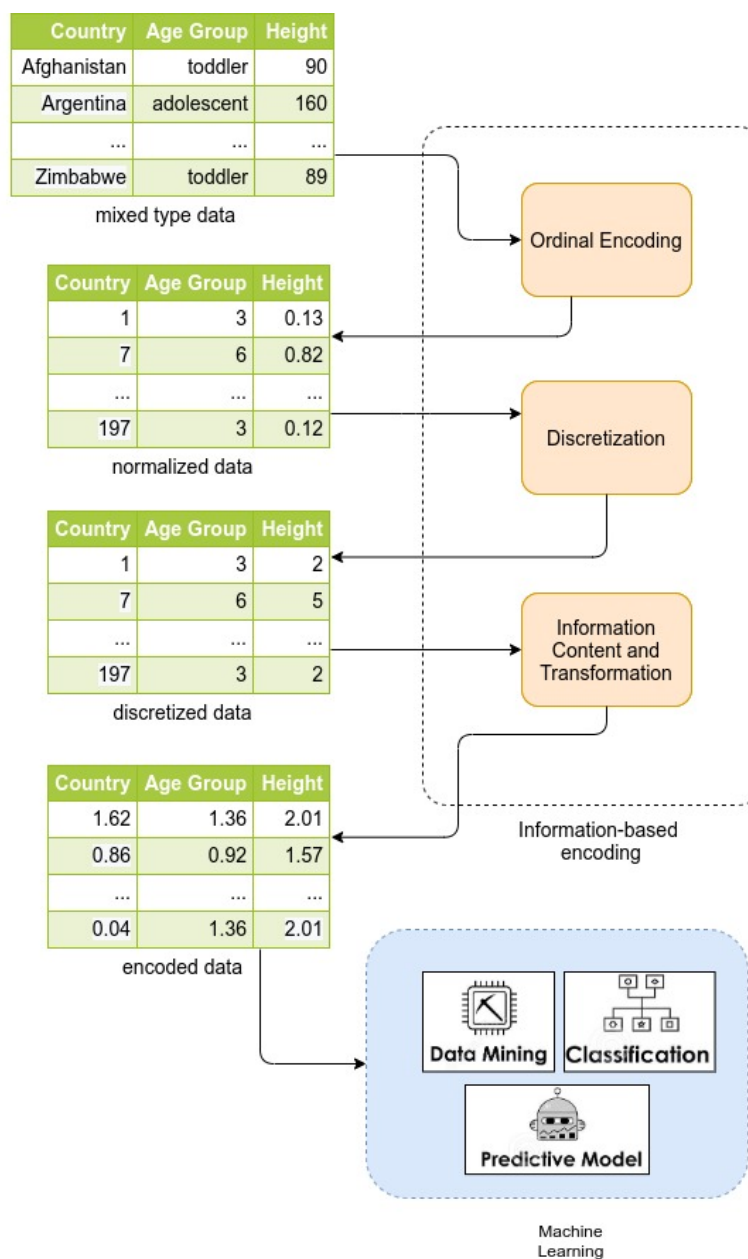 Country Age Group Height
Afghanistan toddler 90
Argentina adolescent 160
... ... ...
Zimbabwe toddler 89
mixed type data
Ordinal Encoding
Country Age Group Height
1 3 0.13
7 6 0.82
... ... ...
197 3 0.12
normalized data
Discretization
Country Age Group Height
1 3 2
7 6 5
... ... ...
197 3 2
discretized data
Information
Content and
Transformation
Country Age Group Height
1.62 1.36 2.01
0.86 0.92 1.57
... ... ...
0.04 1.36 2.01
encoded data
Information-based
encoding
Data Mining
Classification
Predictive Model
Machine
Learning